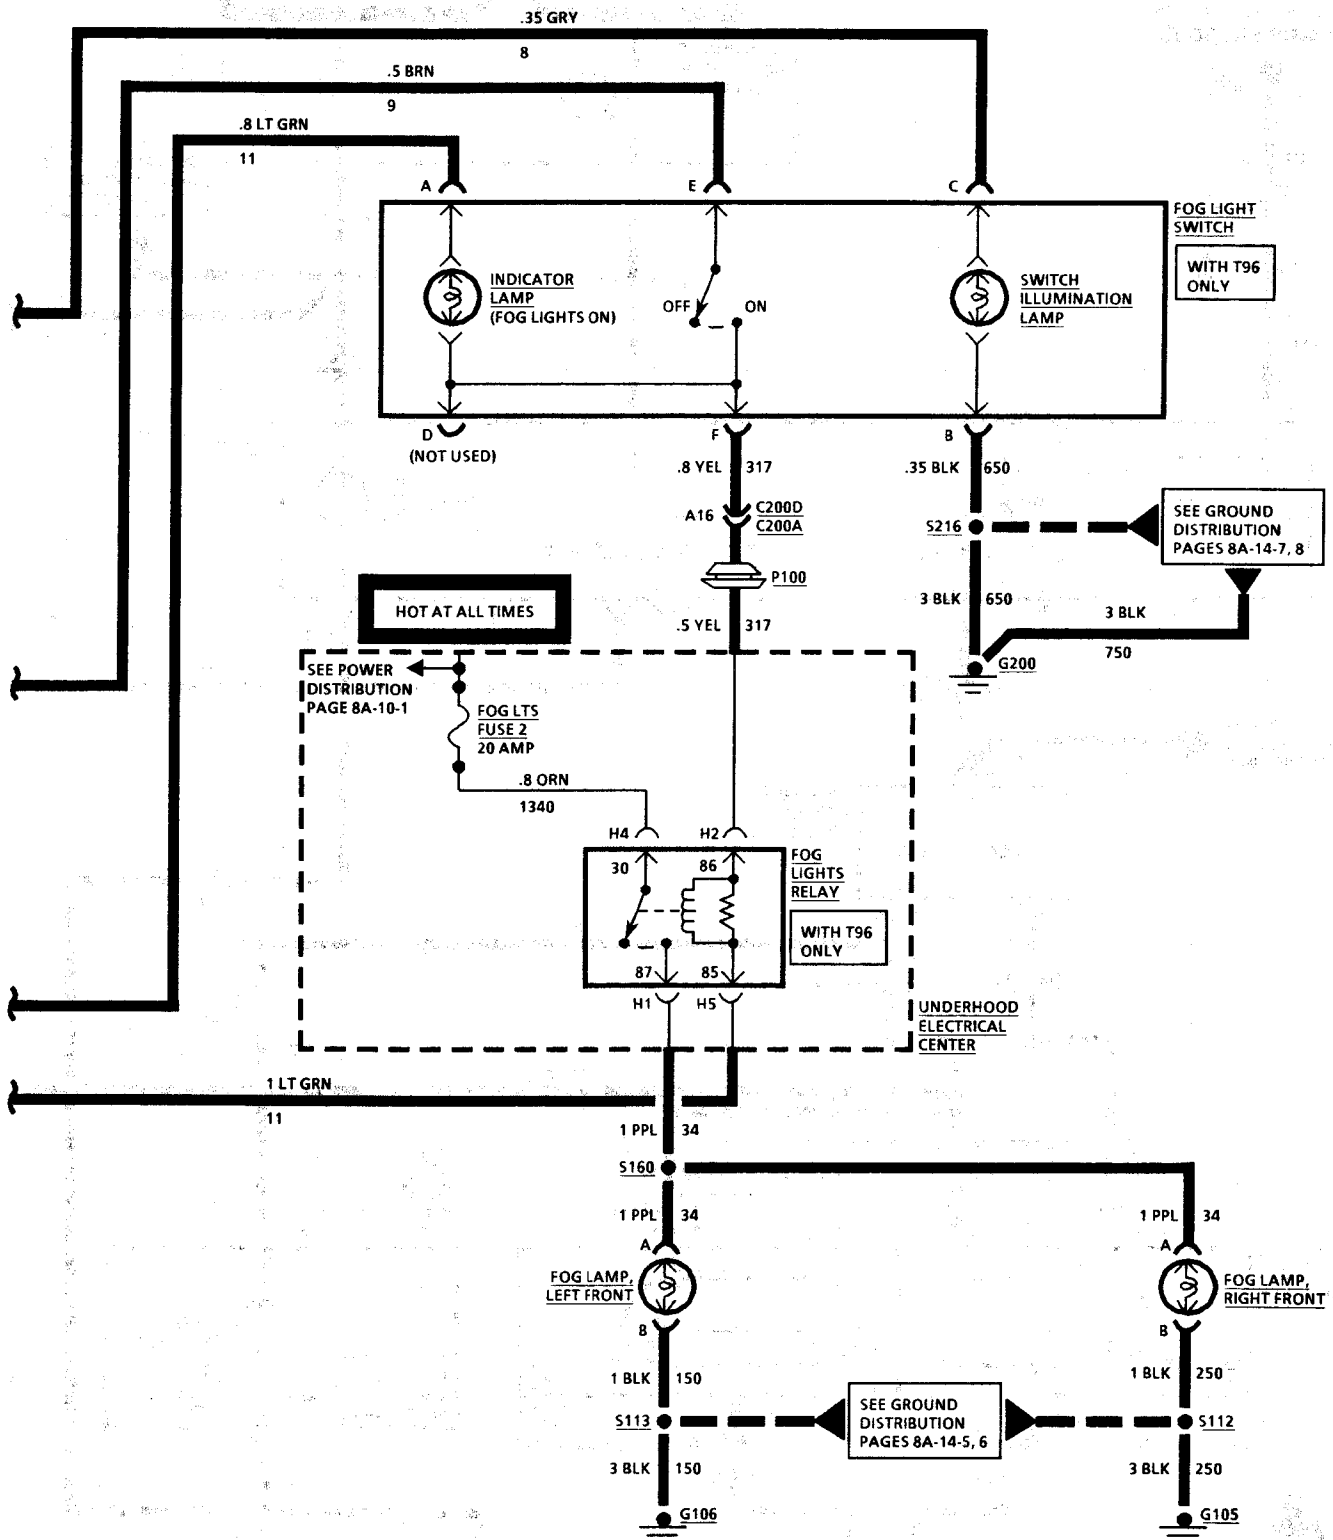 .35 GRY
8
.5 BRN
9
.8 LT GRN
11
A
E
C
FOG LIGHT
SWITCH
WITH T96
ONLY
INDICATOR
LAMP
(FOG LIGHTS ON)
OFF
ON
SWITCH
ILLUMINATION
LAMP
D
(NOT USED)
F
B
.8 YEL 317
.35 BLK 650
A16
C200D
C200A
S216
SEE GROUND
DISTRIBUTION
PAGES 8A-14-7, 8
P100
HOT AT ALL TIMES
.5 YEL 317
3 BLK 650
3 BLK
750
G200
SEE POWER
DISTRIBUTION
PAGE 8A-10-1
FOG LTS
FUSE 2
20 AMP
.8 ORN
1340
H4
H2
30
86
FOG
LIGHTS
RELAY
WITH T96
ONLY
87
85
H1
H5
UNDERHOOD
ELECTRICAL
CENTER
1 LT GRN
11
1 PPL 34
S160
1 PPL 34
1 PPL 34
A
A
FOG LAMP,
LEFT FRONT
FOG LAMP,
RIGHT FRONT
B
B
1 BLK 150
1 BLK 250
S113
SEE GROUND
DISTRIBUTION
PAGES 8A-14-5, 6
S112
3 BLK 150
3 BLK 250
G106
G105